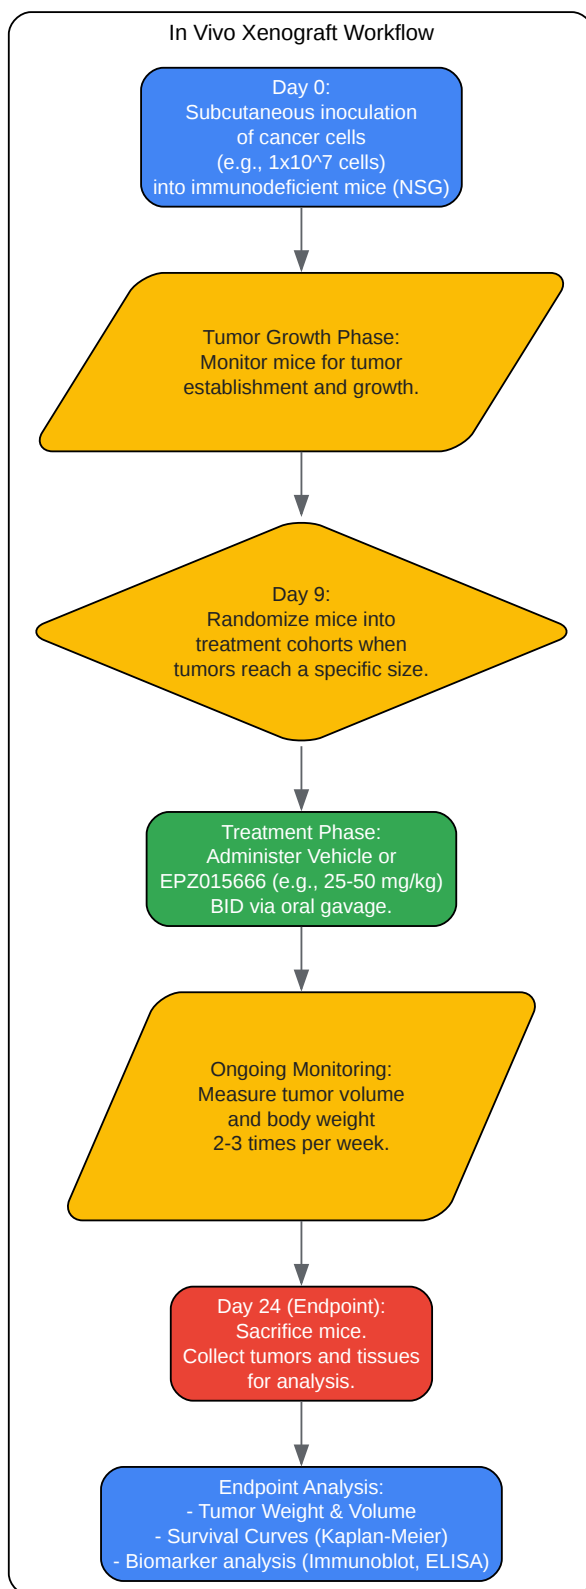 In Vivo Xenograft Workflow
Day 0:
Subcutaneous inoculation
of cancer cells
(e.g., 1x10^7 cells)
into immunodeficient mice (NSG)
Tumor Growth Phase:
Monitor mice for tumor
establishment and growth.
Day 9:
Randomize mice into
treatment cohorts when
tumors reach a specific size.
Treatment Phase:
Administer Vehicle or
EPZ015666 (e.g., 25-50 mg/kg)
BID via oral gavage.
Ongoing Monitoring:
Measure tumor volume
and body weight
2-3 times per week.
Day 24 (Endpoint):
Sacrifice mice.
Collect tumors and tissues
for analysis.
Endpoint Analysis:
- Tumor Weight & Volume
- Survival Curves (Kaplan-Meier)
- Biomarker analysis (Immunoblot, ELISA)